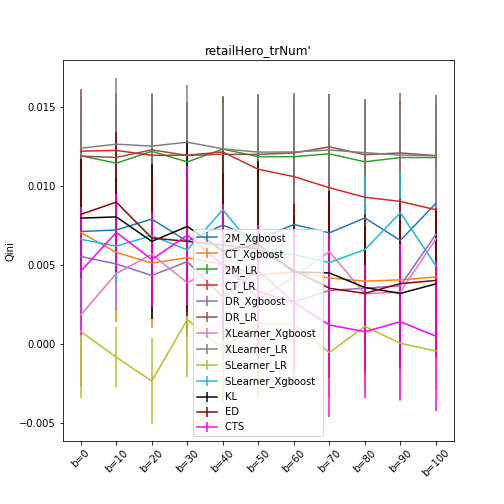 retailHero_trNum'
0.015
0.010
0.005
0.000
−0.005
Qini
2M_Xgboost
CT_Xgboost
2M_LR
CT_LR
DR_Xgboost
DR_LR
XLearner_Xgboost
XLearner_LR
SLearner_LR
SLearner_Xgboost
KL
ED
CTS
b=0 b=10 b=20 b=30 b=40 b=50 b=60 b=70 b=80 b=90 b=100